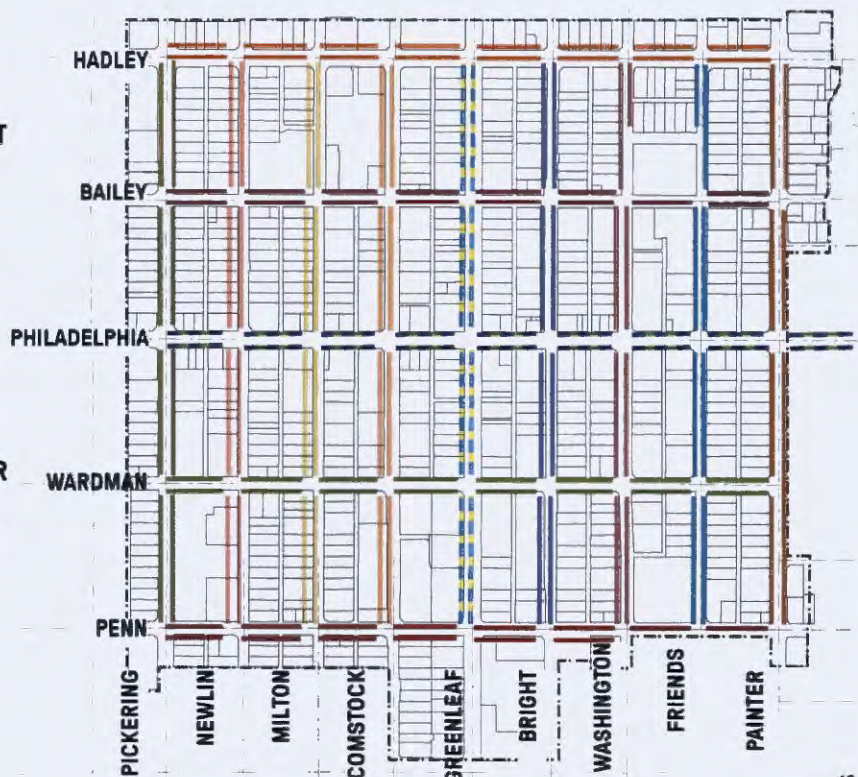 T
HADLEY
BAILEY
PHILADELPHIA
R
WARDMAN
PENN
PICKERING
NEWLIN
MILTON
COMSTOCK
GREENLEAF
BRIGHT
WASHINGTON
FRIENDS
PAINTER